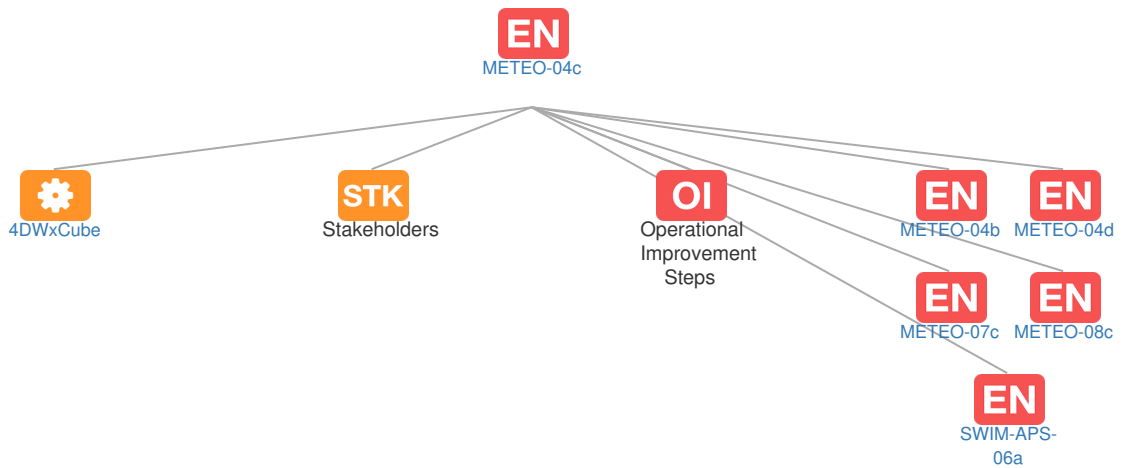 EN
METEO-04c
4DWxCube
STK
Stakeholders
OI
Operational
Improvement
Steps
EN
METEO-04b
EN
METEO-04d
EN
METEO-07c
EN
METEO-08c
EN
SWIM-APS-
06a